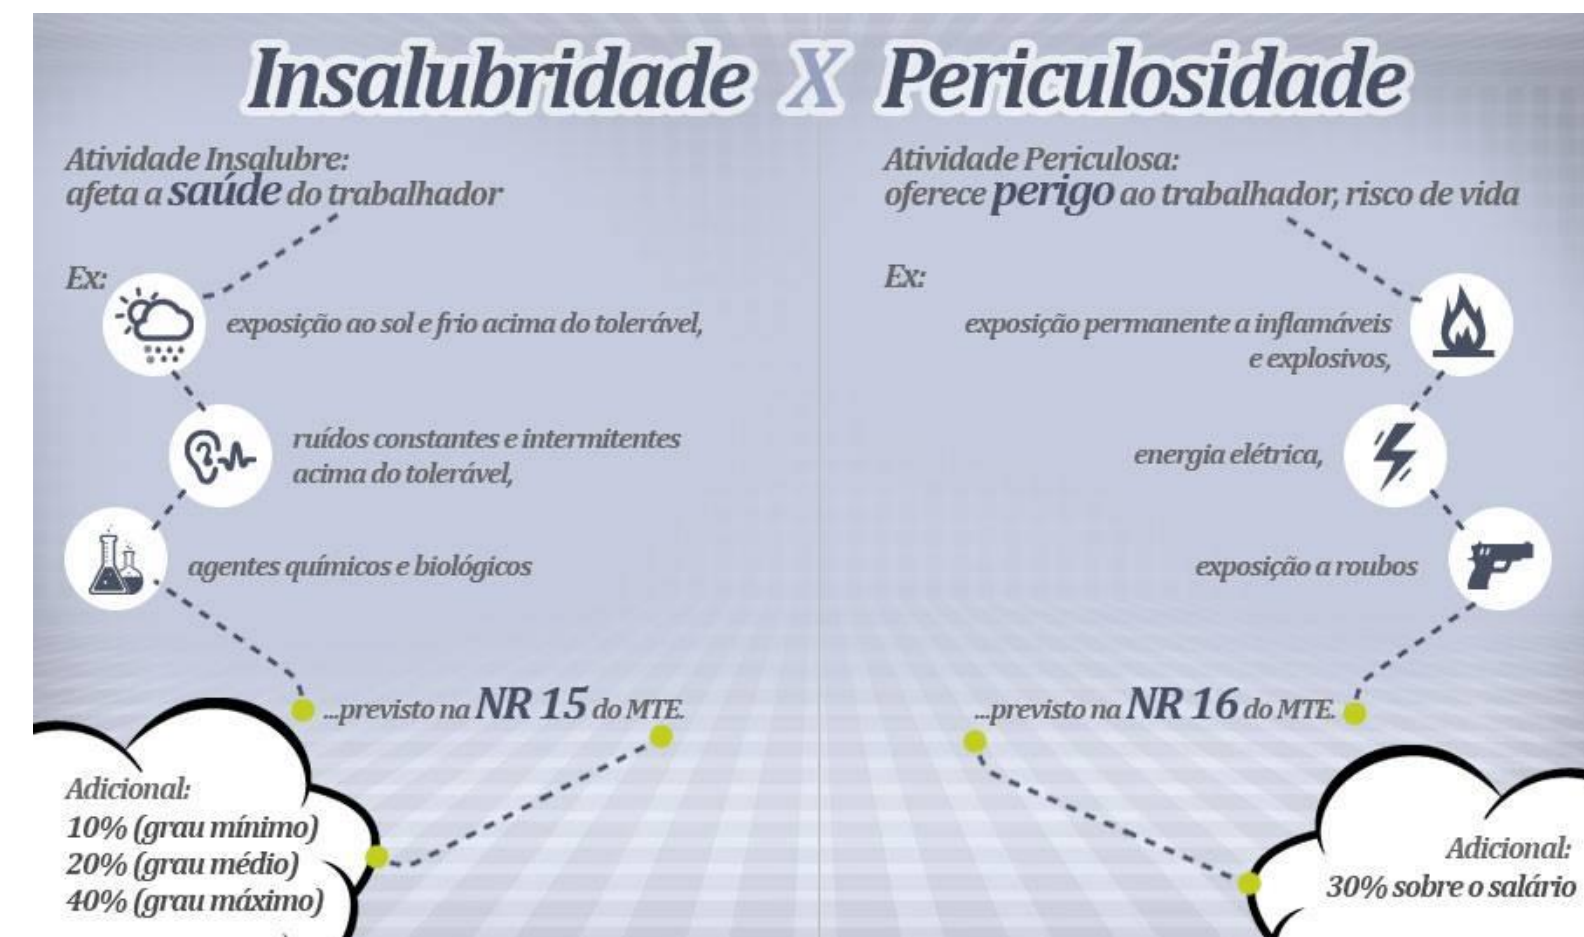 Insalubridade X Periculosidade
Atividade Insalubre:
afeta a saúde do trabalhador
Ex:
exposição ao sol e frio acima do tolerável,
ruídos constantes e intermitentes
acima do tolerável,
agentes químicos e biológicos
...previsto na NR 15 do MTE.
Adicional:
10% (grau mínimo)
20% (grau médio)
40% (grau máximo)
Atividade Periculosa:
oferece perigo ao trabalhador, risco de vida
Ex:
exposição permanente a inflamáveis
e explosivos,
energia elétrica,
exposição a roubos
...previsto na NR 16 do MTE.
Adicional:
30% sobre o salário